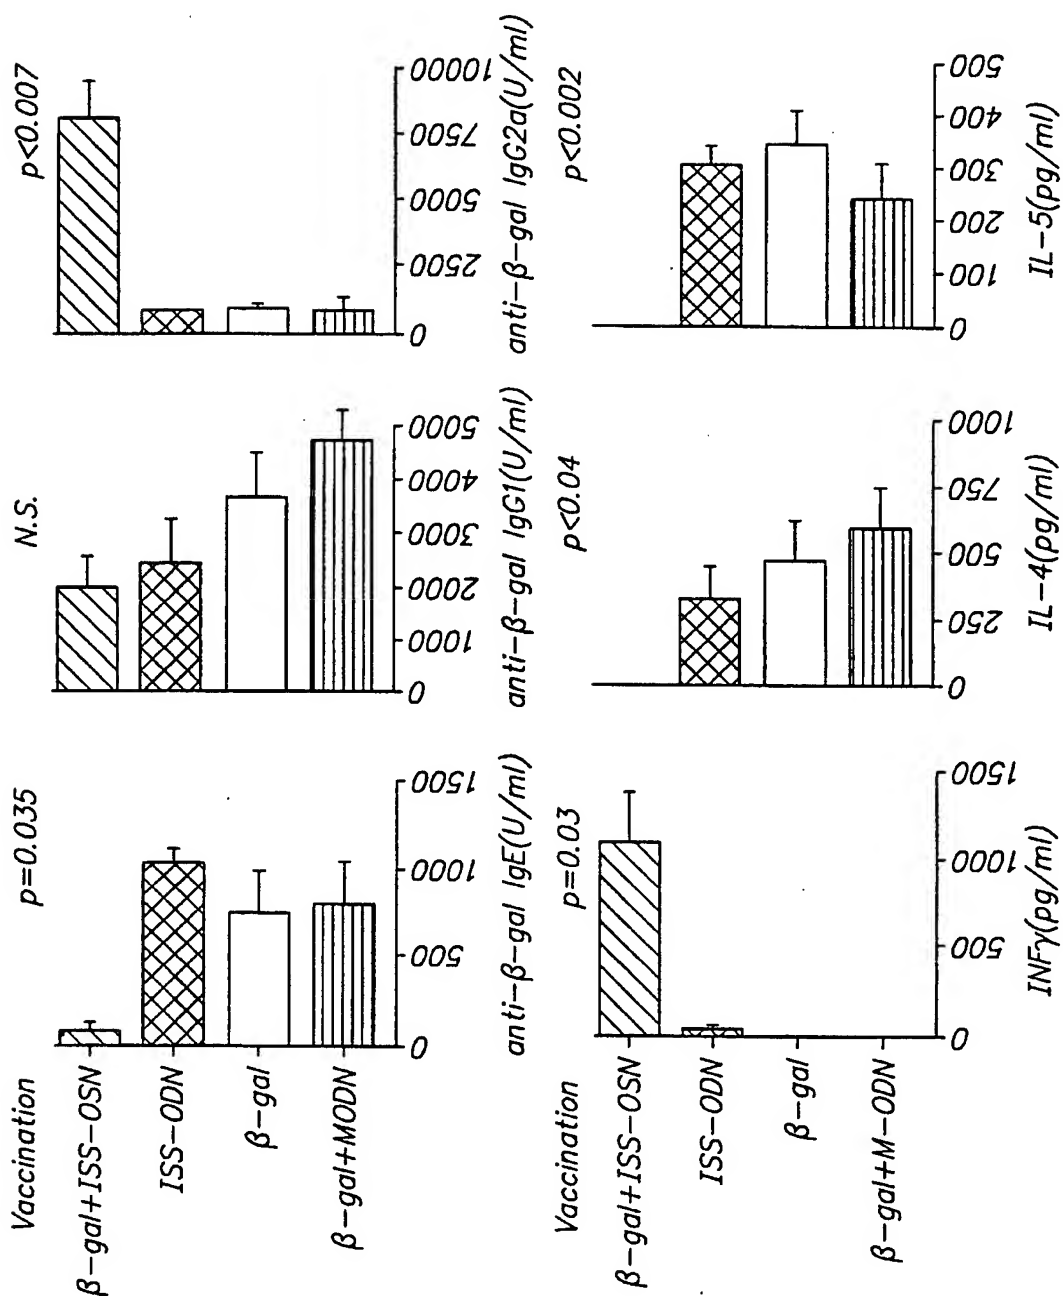 Vaccination
p=0.035
N.S.
p<0.007
β-gal+ISS-OSN
ISS-ODN
β-gal
β-gal+MODN
0 500 1000 1500
anti-β-gal IgE(U/ml)
0 1000 2000 3000 4000 5000
anti-β-gal IgG1(U/ml)
0 2500 5000 7500 10000
anti-β-gal IgG2a(U/ml)
Vaccination
p=0.03
p<0.04
p<0.002
β-gal+ISS-OSN
ISS-ODN
β-gal
β-gal+M-ODN
0 500 1000 1500
INFγ(pg/ml)
0 250 500 750 1000
IL-4(pg/ml)
0 100 200 300 400 500
IL-5(pg/ml)